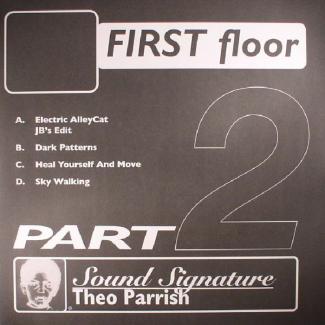 FIRST floor
A. Electric AlleyCat
JB's Edit
B. Dark Patterns
C. Heal Yourself And Move
D. Sky Walking
2
PART
Sound Signature
Theo Parrish